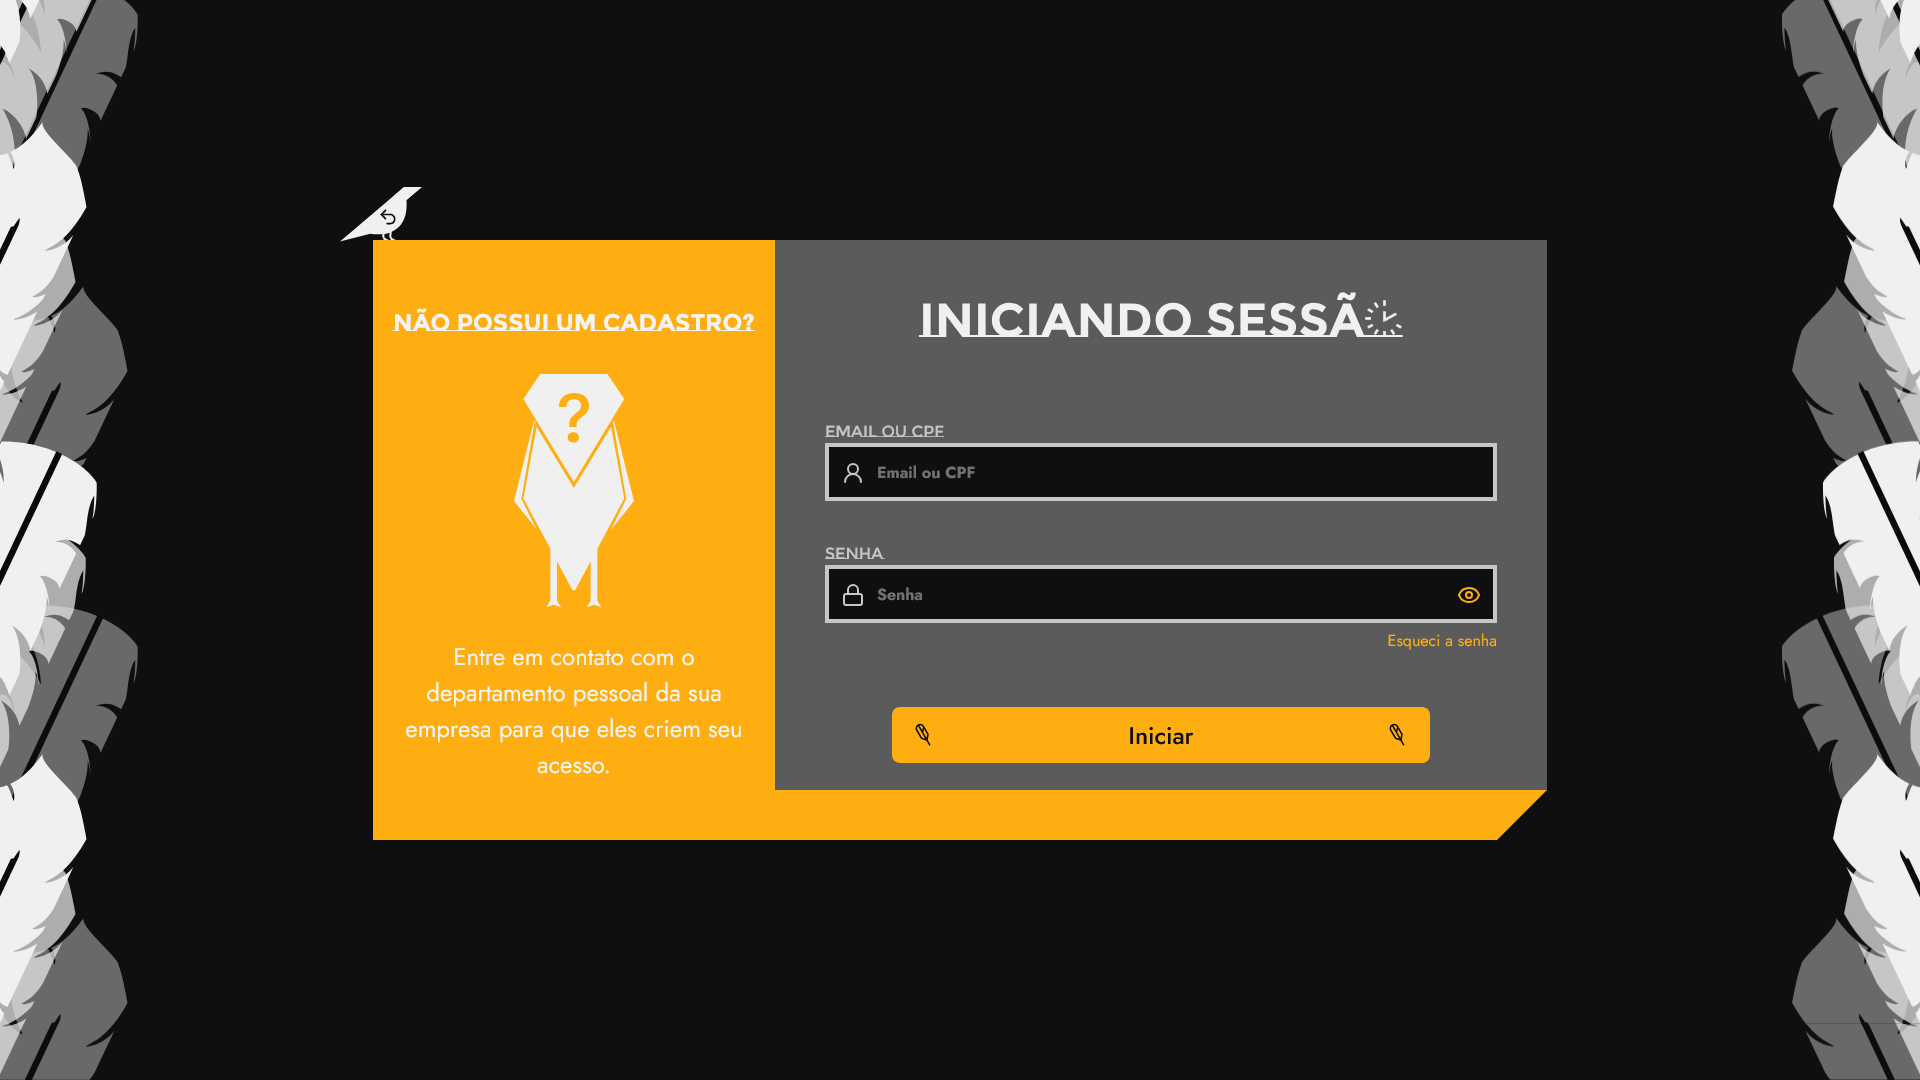 NÃO POSSUI UM CADASTRO?
?
Entre em contato com o
departamento pessoal da sua
empresa para que eles criem seu
acesso.
INICIANDO SESSÃ
EMAIL OU CPF
Email ou CPF
SENHA
Senha
Esqueci a senha
Iniciar